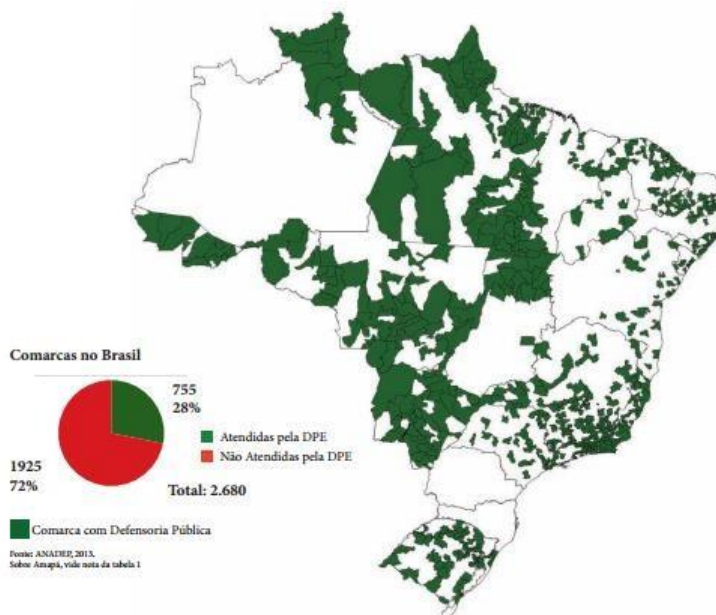 Comarcas no Brasil
755
28%
Atendidas pela DPE
Não Atendidas pela DPE
1925
72%
Total: 2.680
Comarca com Defensoria Pública
Fonte: ANADEP, 2013.
Sobre Amapá, vide nota da tabela 1